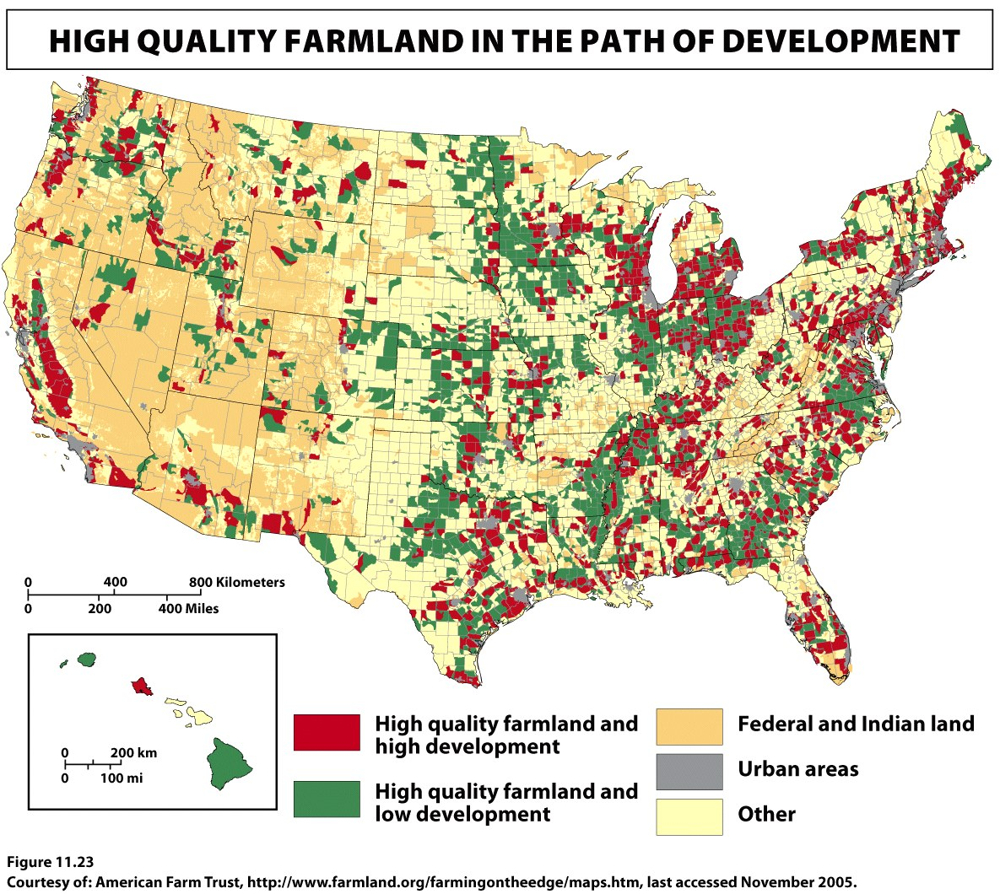 HIGH QUALITY FARMLAND IN THE PATH OF DEVELOPMENT
0 400 800 Kilometers
0 200 400 Miles
0 200 km
0 100 mi
High quality farmland and
high development
High quality farmland and
low development
Federal and Indian land
Urban areas
Other
Figure 11.23
Courtesy of: American Farm Trust, http://www.farmland.org/farmingontheedge/maps.htm, last accessed November 2005.